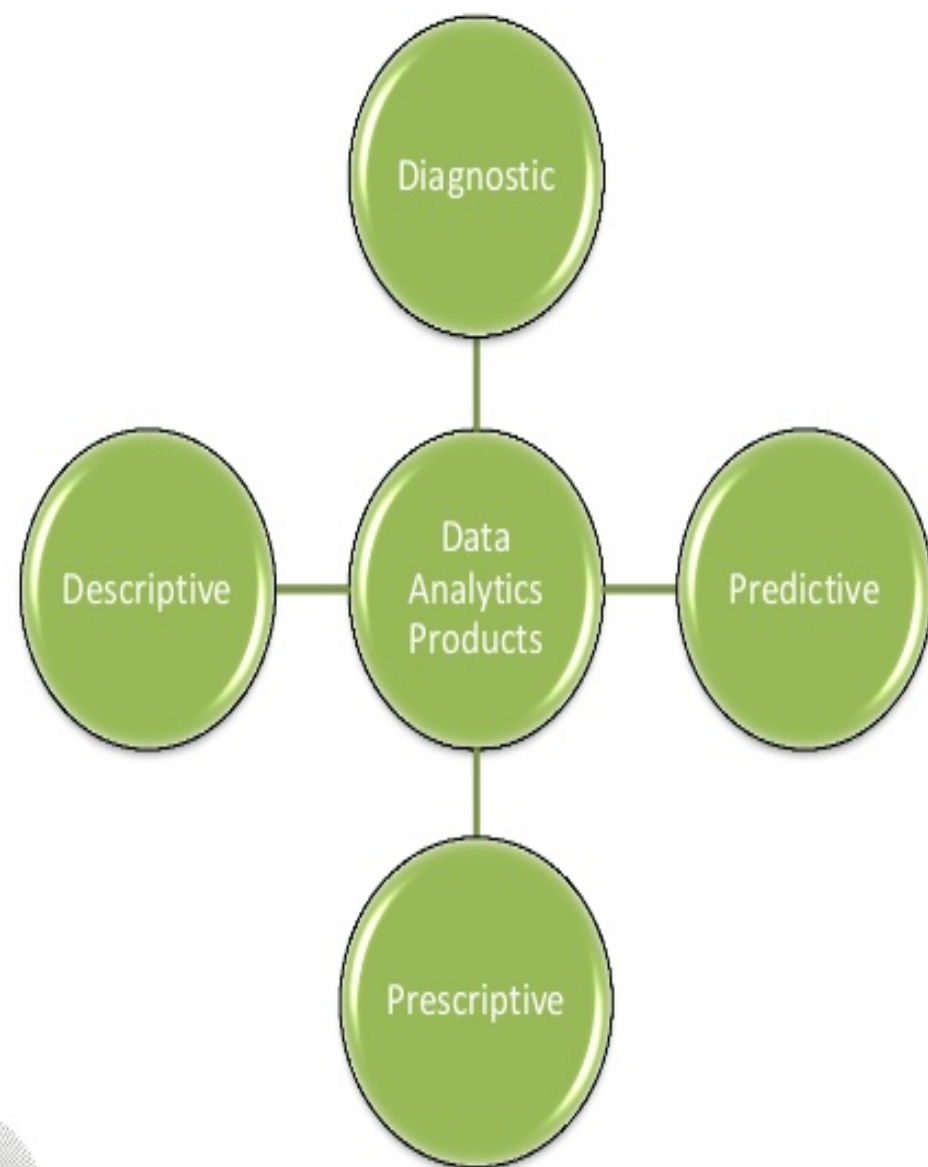 Diagnostic
Descriptive
Data
Analytics
Products
Predictive
Prescriptive